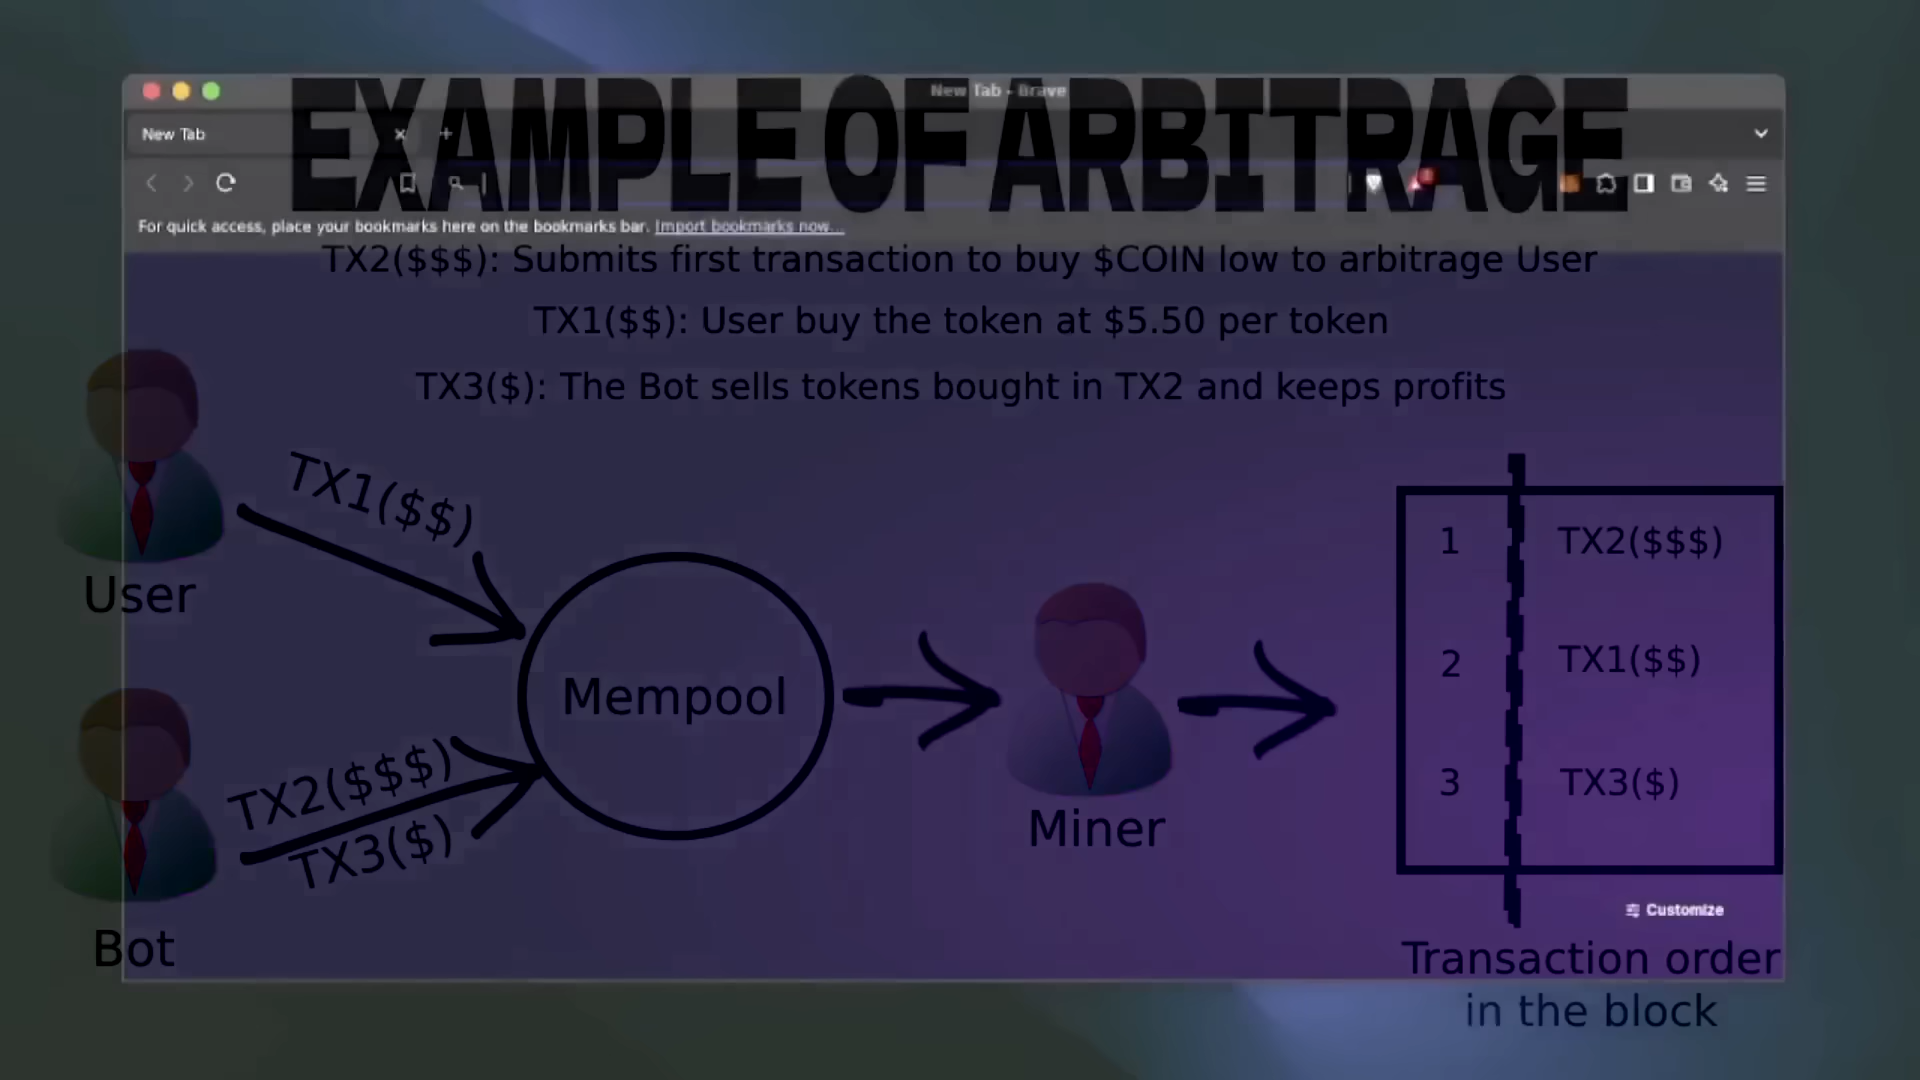 EXAMPLE OF ARBITRAGE
New Tab - Brave
New Tab
For quick access, place your bookmarks here on the bookmarks bar. Import bookmarks now...
TX2($$$): Submits first transaction to buy $COIN low to arbitrage User
TX1($$): User buy the token at $5.50 per token
TX3($): The Bot sells tokens bought in TX2 and keeps profits
TX1($$)
User
Mempool
TX2($$$)
TX3($)
Bot
Miner
1 TX2($$$)
2 TX1($$)
3 TX3($)
Customize
Transaction order
in the block